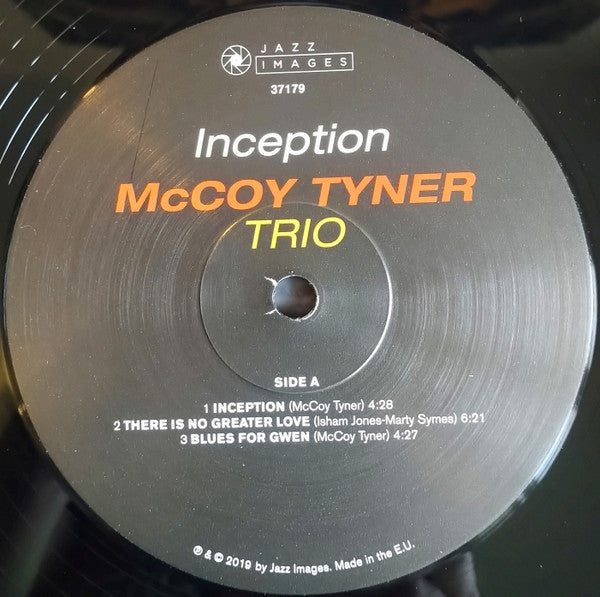 JAZZ
IMAGES
37179
Inception
McCOY TYNER
TRIO
SIDE A
1 INCEPTION (McCoy Tyner) 4:28
2 THERE IS NO GREATER LOVE (Isham Jones-Marty Symes) 6:21
3 BLUES FOR GWEN (McCoy Tyner) 4:27
℗ & © 2019 by Jazz Images. Made in the E.U.